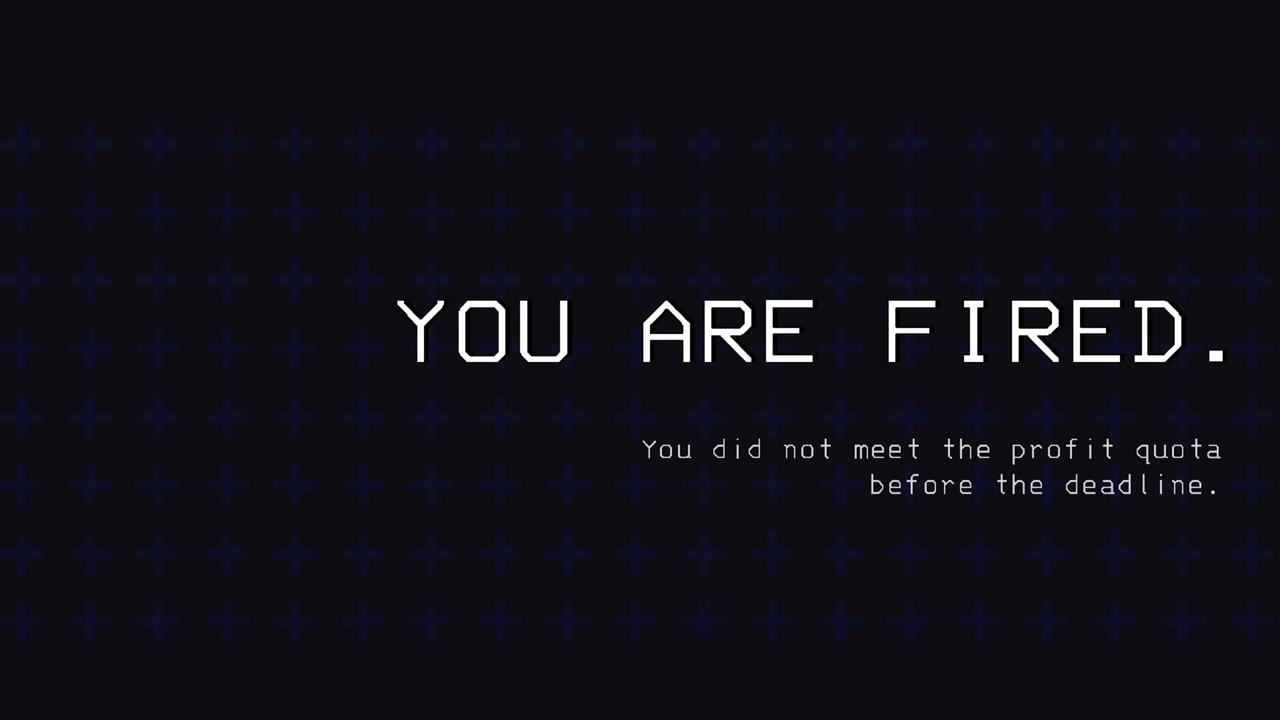 YOU ARE FIRED.
You did not meet the profit quota
before the deadline.